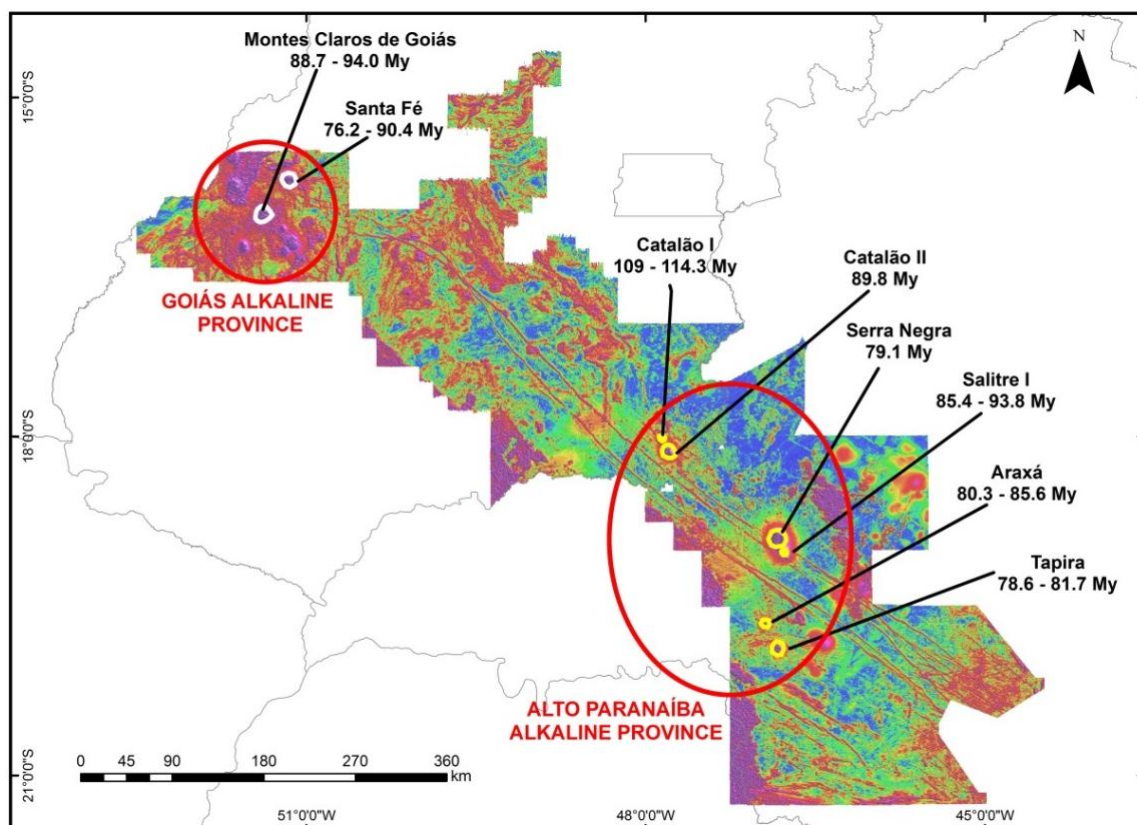 Montes Claros de Goiás
88.7 - 94.0 My
Santa Fé
76.2 - 90.4 My
N
15°0'0"S
GOIÁS ALKALINE
PROVINCE
Catalão I
109 - 114.3 My
Catalão II
89.8 My
Serra Negra
79.1 My
Salitre I
85.4 - 93.8 My
18°0'0"S
Araxá
80.3 - 85.6 My
Tapira
78.6 - 81.7 My
ALTO PARANAÍBA
ALKALINE PROVINCE
0 45 90 180 270 360
km
21°0'0"S
51°0'0"W 48°0'0"W 45°0'0"W